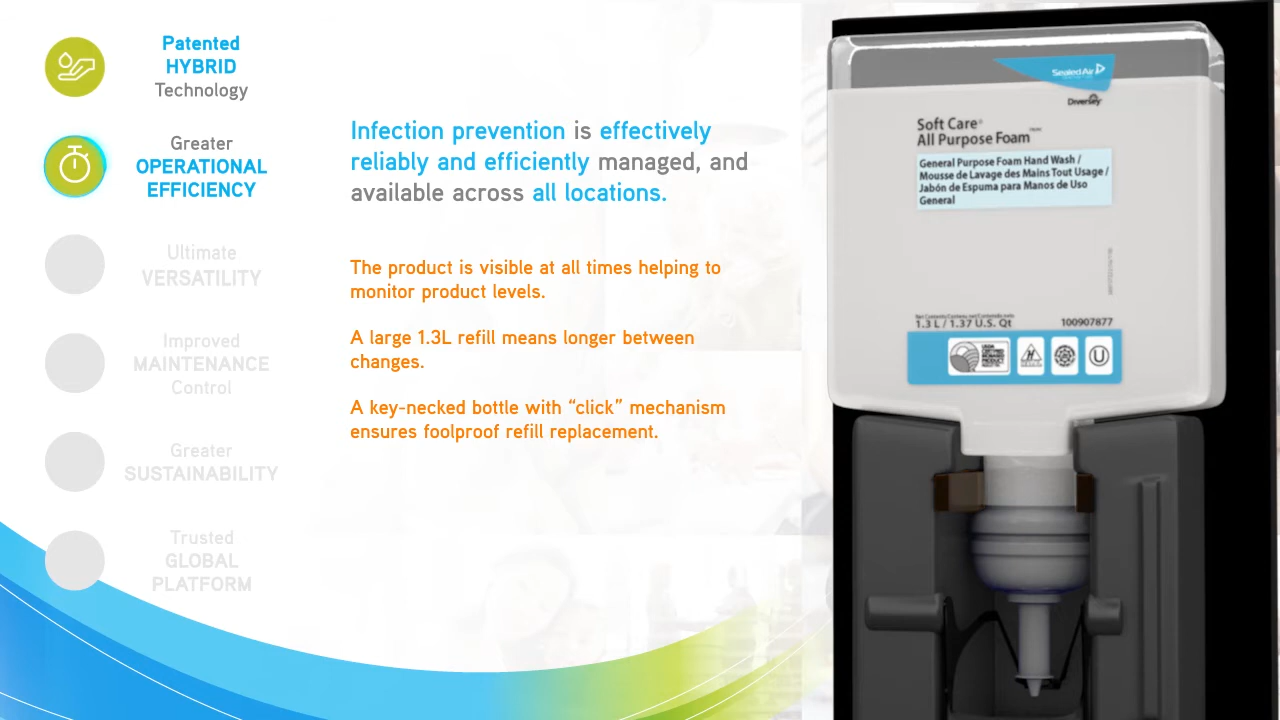 Patented
HYBRID
Technology
Greater
OPERATIONAL
EFFICIENCY
Ultimate
VERSATILITY
Improved
MAINTENANCE
Control
Greater
SUSTAINABILITY
Trusted
GLOBAL
PLATFORM
Infection prevention is effectively
reliably and efficiently managed, and
available across all locations.
The product is visible at all times helping to
monitor product levels.
A large 1.3L refill means longer between
changes.
A key-necked bottle with “click” mechanism
ensures foolproof refill replacement.
Sealed Air
Diversey
Soft Care®
All Purpose Foam
General Purpose Foam Hand Wash /
Mousse de Lavage des Mains Tout Usage /
Jabón de Espuma para Manos de Uso
General
1.3 L / 1.37 U.S. Qt
100907877
USDA
CERTIFIED
BIOBASED
PRODUCT